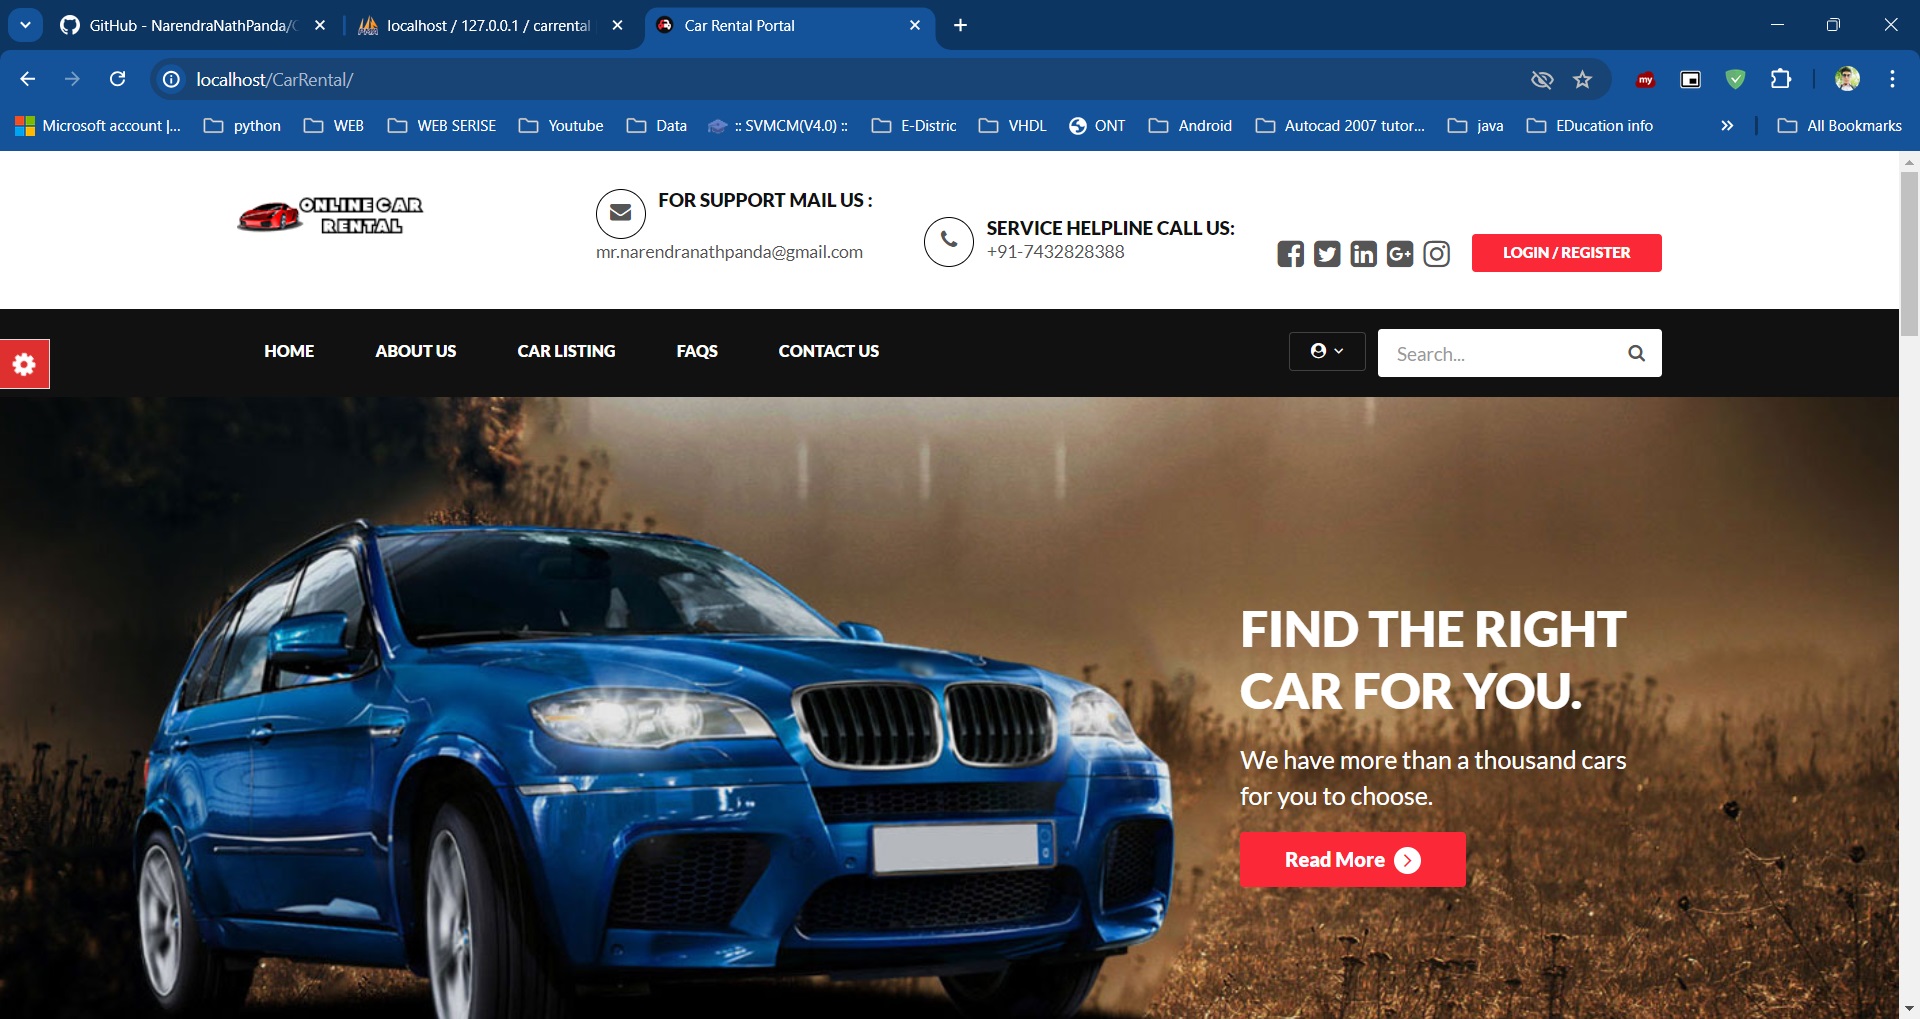 GitHub - NarendraNathPanda/C
localhost / 127.0.0.1 / carrental
Car Rental Portal
localhost/CarRental/
my
Microsoft account |...
python
WEB
WEB SERISE
Youtube
Data
:: SVMCM(V4.0) ::
E-Distric
VHDL
ONT
Android
Autocad 2007 tutor...
java
EDucation info
All Bookmarks
ONLINE CAR
RENTAL
FOR SUPPORT MAIL US :
mr.narendranathpanda@gmail.com
SERVICE HELPLINE CALL US:
+91-7432828388
LOGIN / REGISTER
HOME
ABOUT US
CAR LISTING
FAQS
CONTACT US
Search...
FIND THE RIGHT
CAR FOR YOU.
We have more than a thousand cars
for you to choose.
Read More